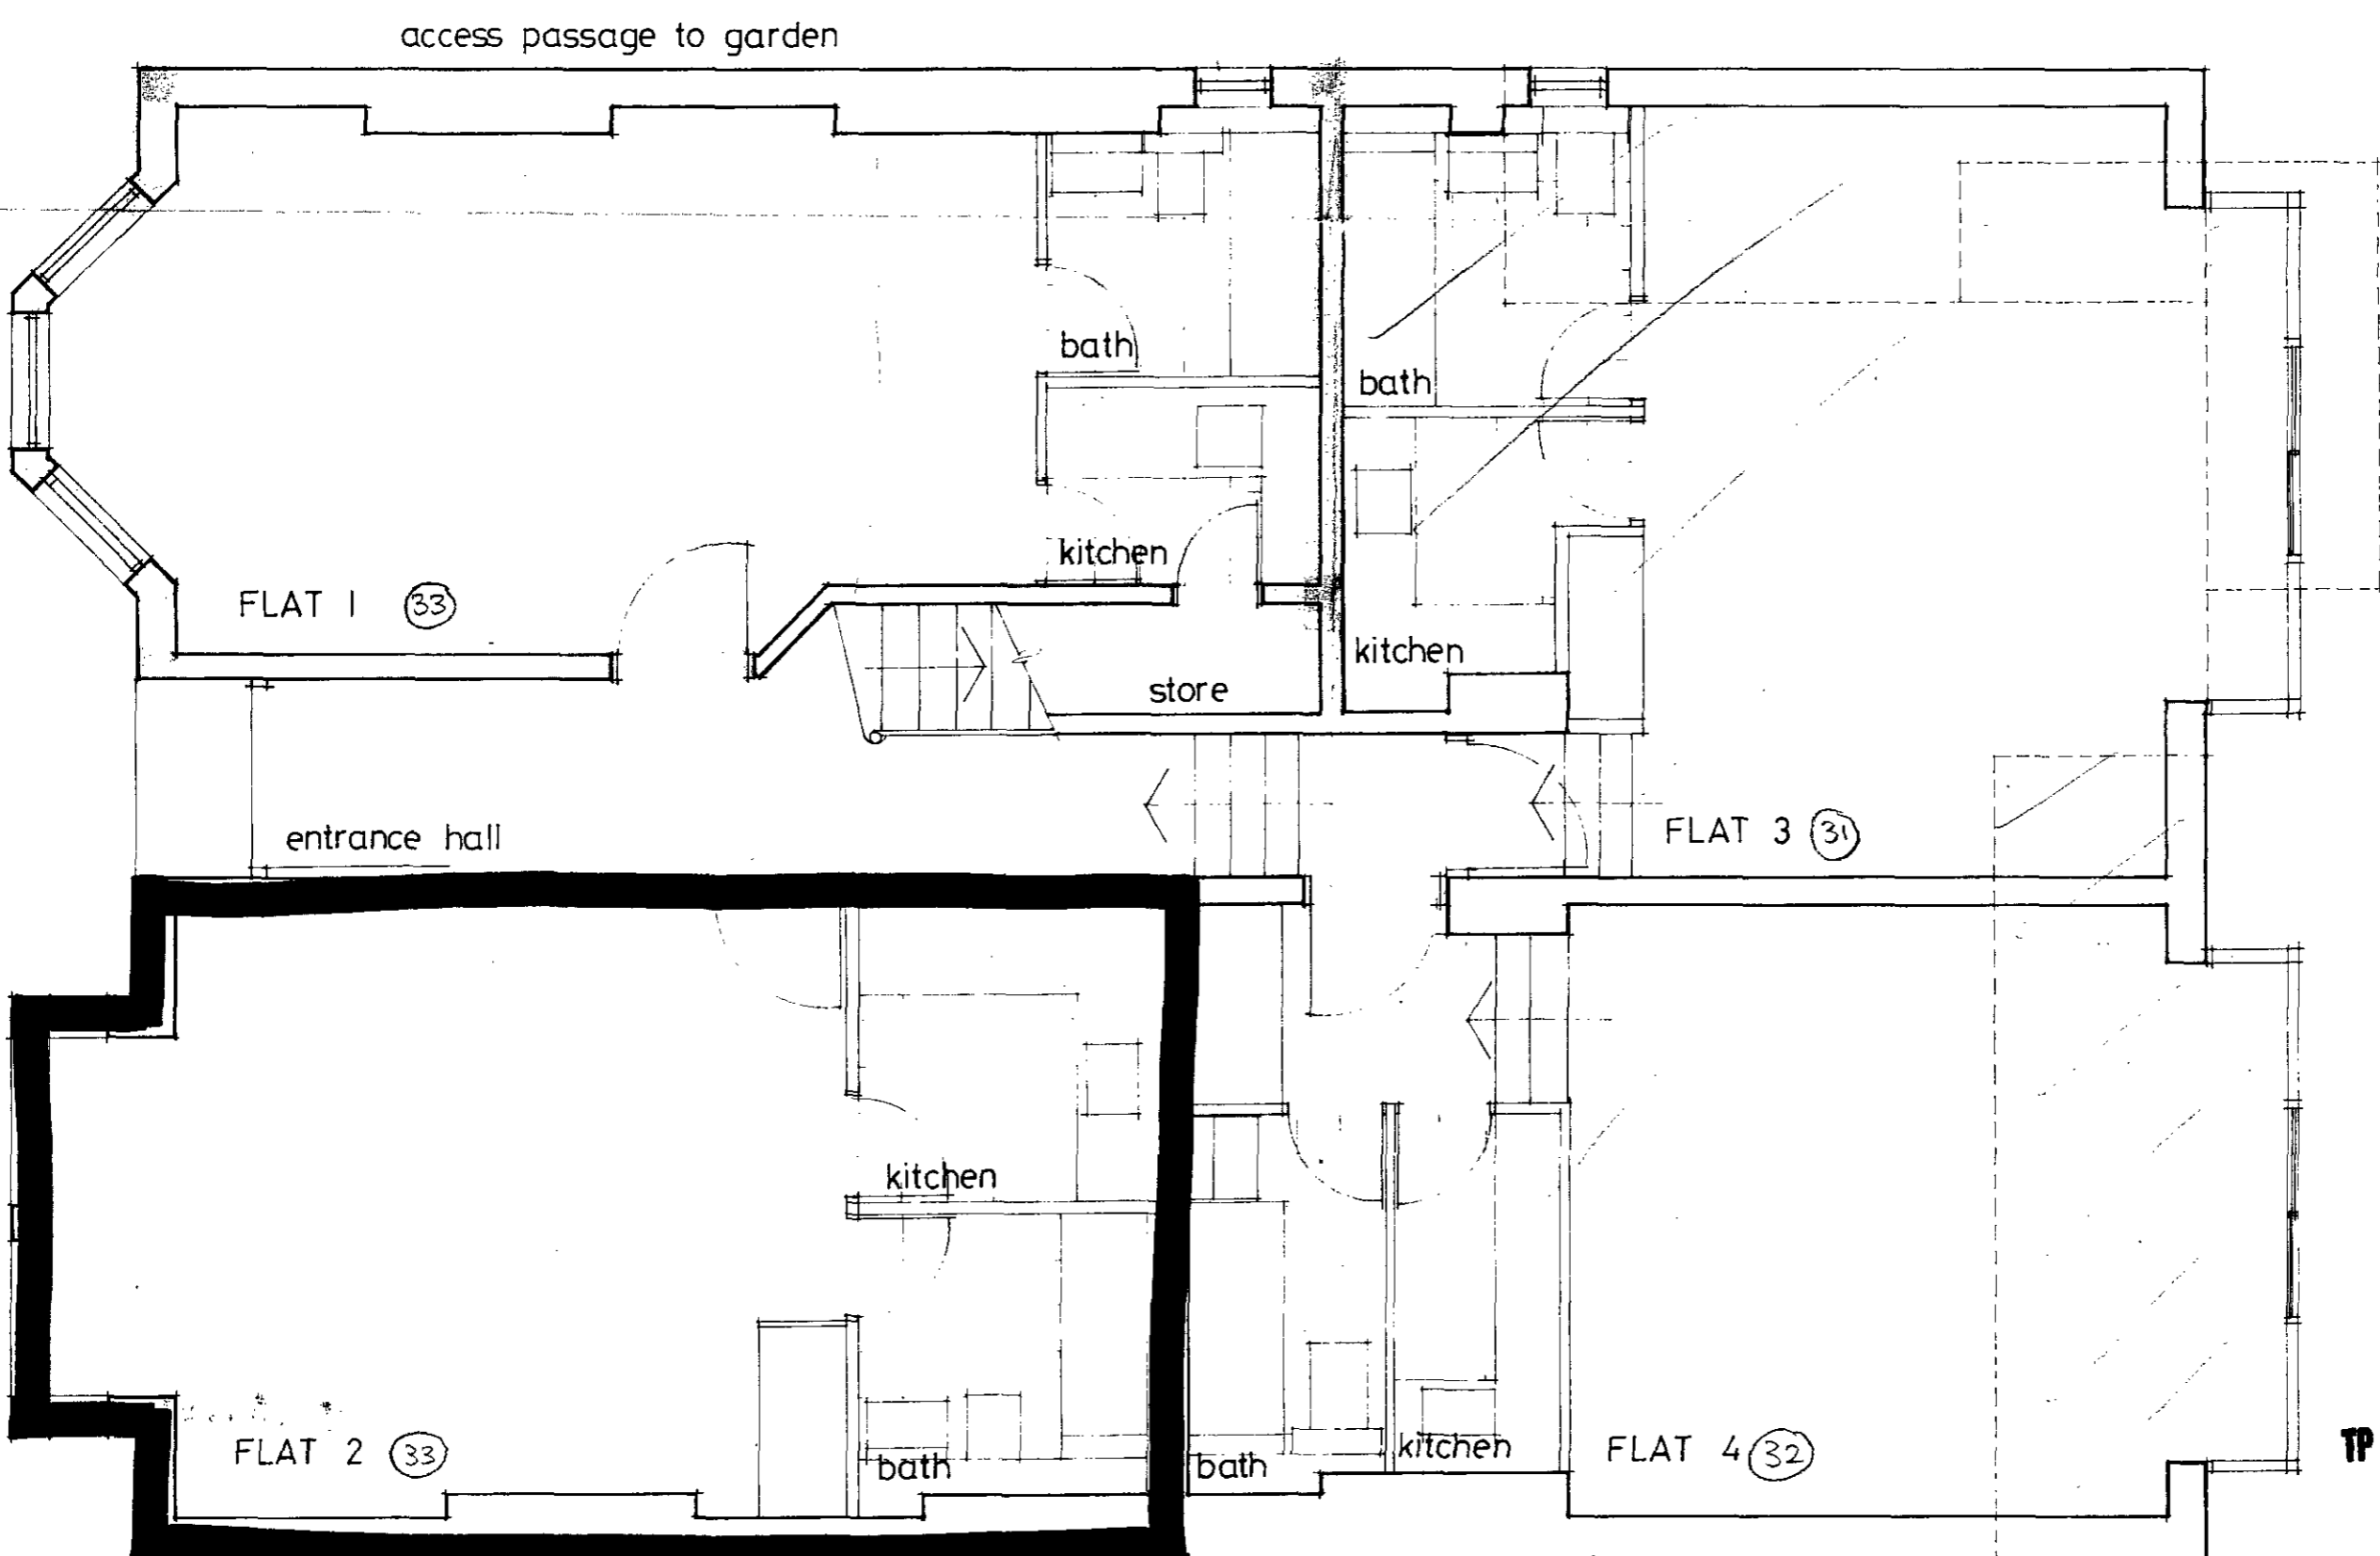 access passage to garden
bath
bath
kitchen
FLAT 1 33
kitchen
store
entrance hall
FLAT 3 31
kitchen
FLAT 2 33
bath
bath
kitchen
FLAT 4 32
TP